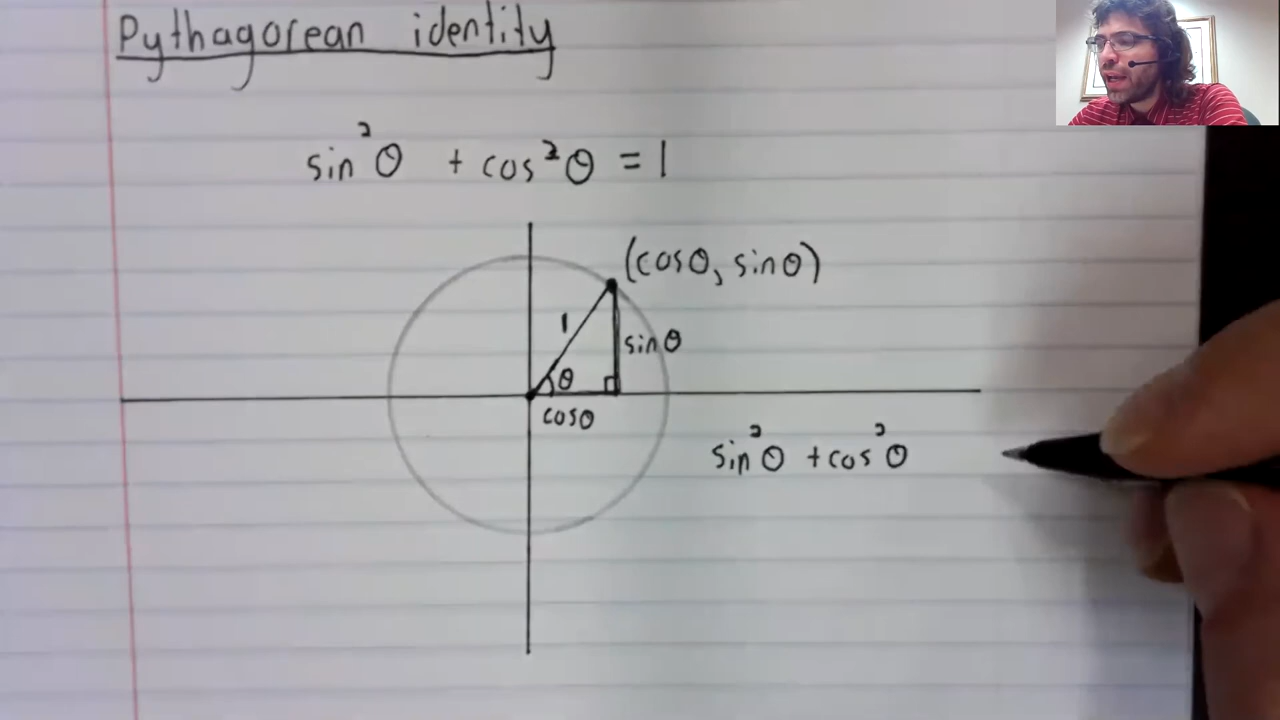 Pythagorean identity
sin²θ + cos²θ = 1
(cosθ, sinθ)
1
sinθ
θ
cosθ
sin²θ + cos²θ